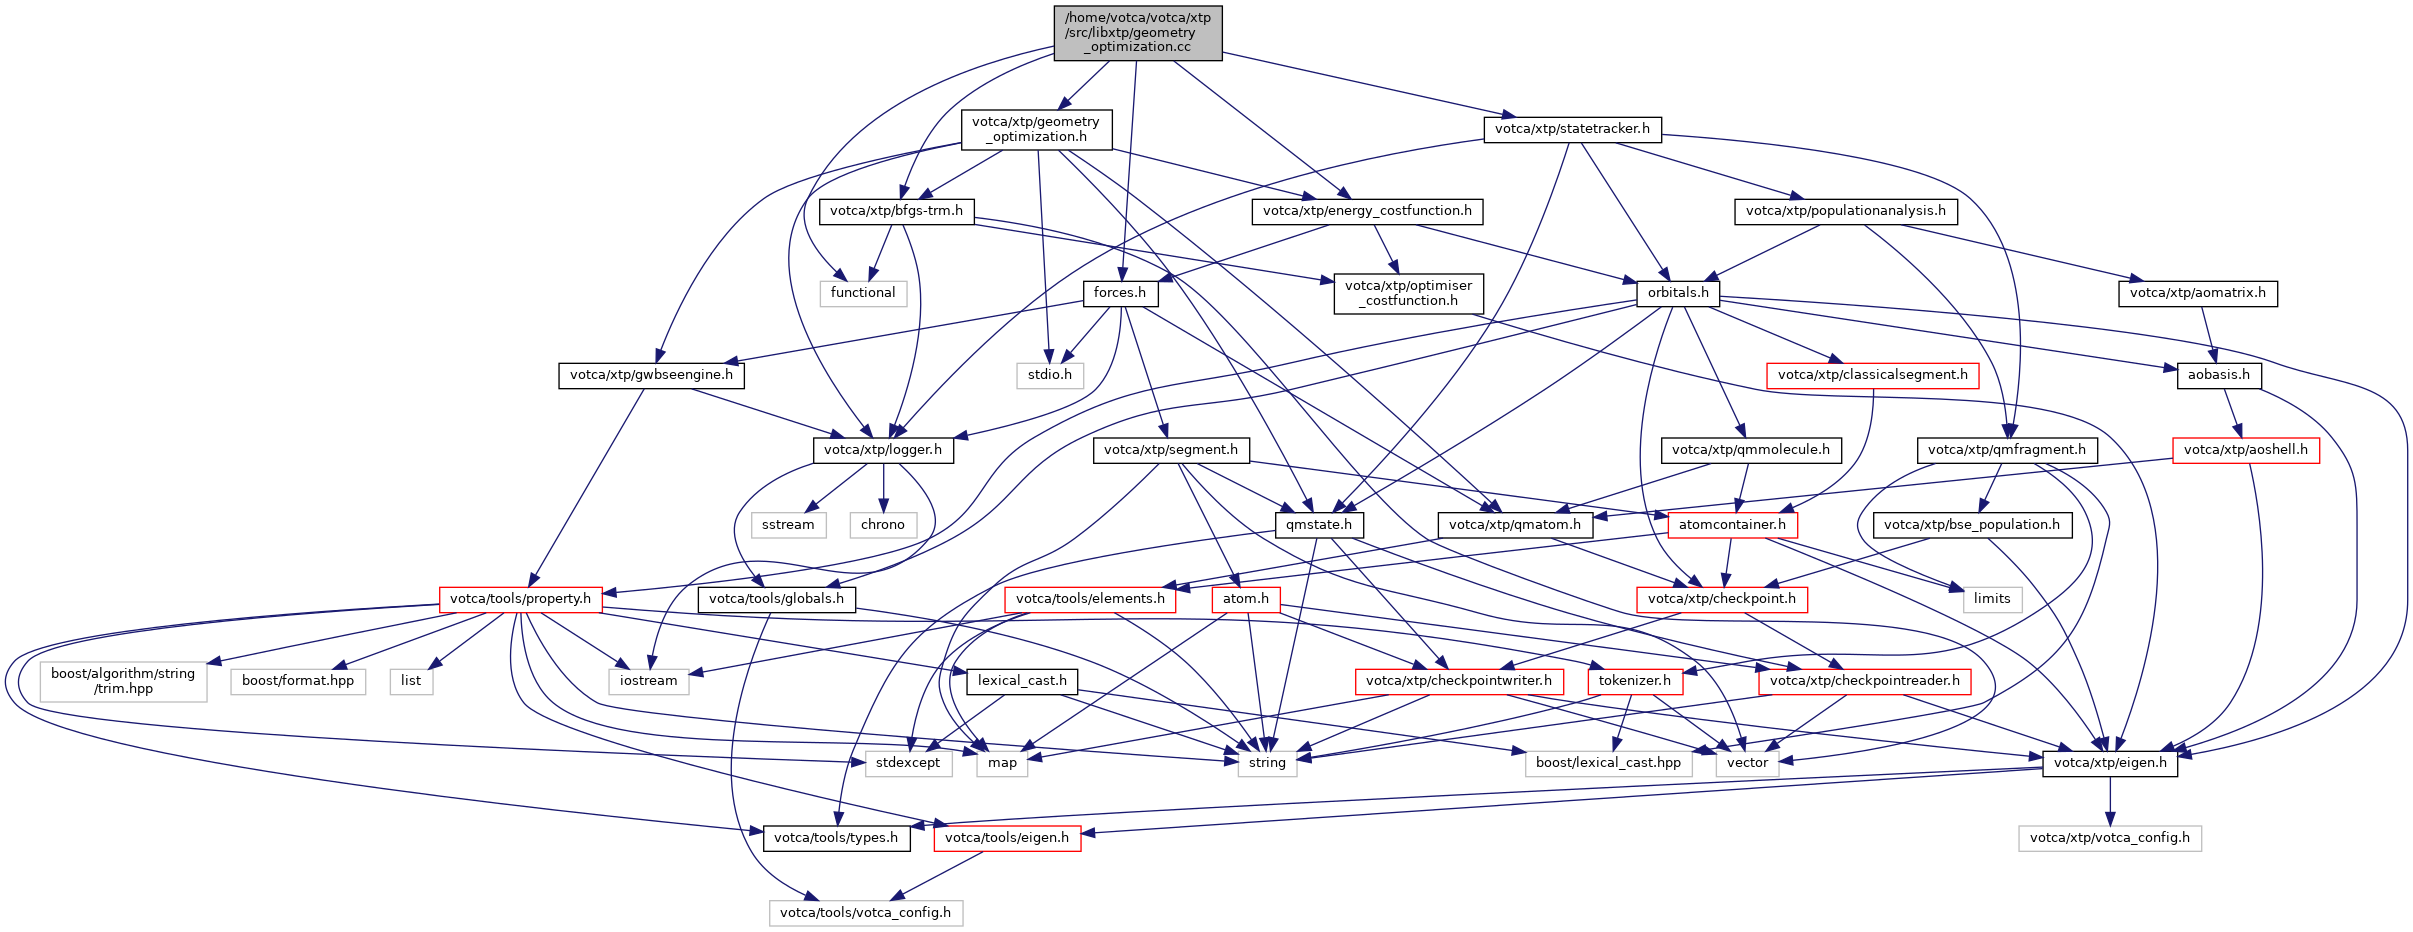 /home/votca/votca/xtp
/src/libxtp/geometry
_optimization.cc
votca/xtp/geometry
_optimization.h
votca/xtp/statetracker.h
votca/xtp/bfgs-trm.h
votca/xtp/energy_costfunction.h
votca/xtp/populationanalysis.h
functional
forces.h
votca/xtp/optimiser
_costfunction.h
orbitals.h
votca/xtp/aomatrix.h
votca/xtp/gwbseengine.h
stdio.h
votca/xtp/classicalsegment.h
aobasis.h
votca/xtp/logger.h
votca/xtp/segment.h
votca/xtp/qmmolecule.h
votca/xtp/qmfragment.h
votca/xtp/aoshell.h
sstream
chrono
qmstate.h
votca/xtp/qmatom.h
atomcontainer.h
votca/xtp/bse_population.h
votca/tools/property.h
votca/tools/globals.h
votca/tools/elements.h
atom.h
votca/xtp/checkpoint.h
limits
boost/algorithm/string
/trim.hpp
boost/format.hpp
list
iostream
lexical_cast.h
votca/xtp/checkpointwriter.h
tokenizer.h
votca/xtp/checkpointreader.h
stdexcept
map
string
boost/lexical_cast.hpp
vector
votca/xtp/eigen.h
votca/tools/types.h
votca/tools/eigen.h
votca/xtp/votca_config.h
votca/tools/votca_config.h